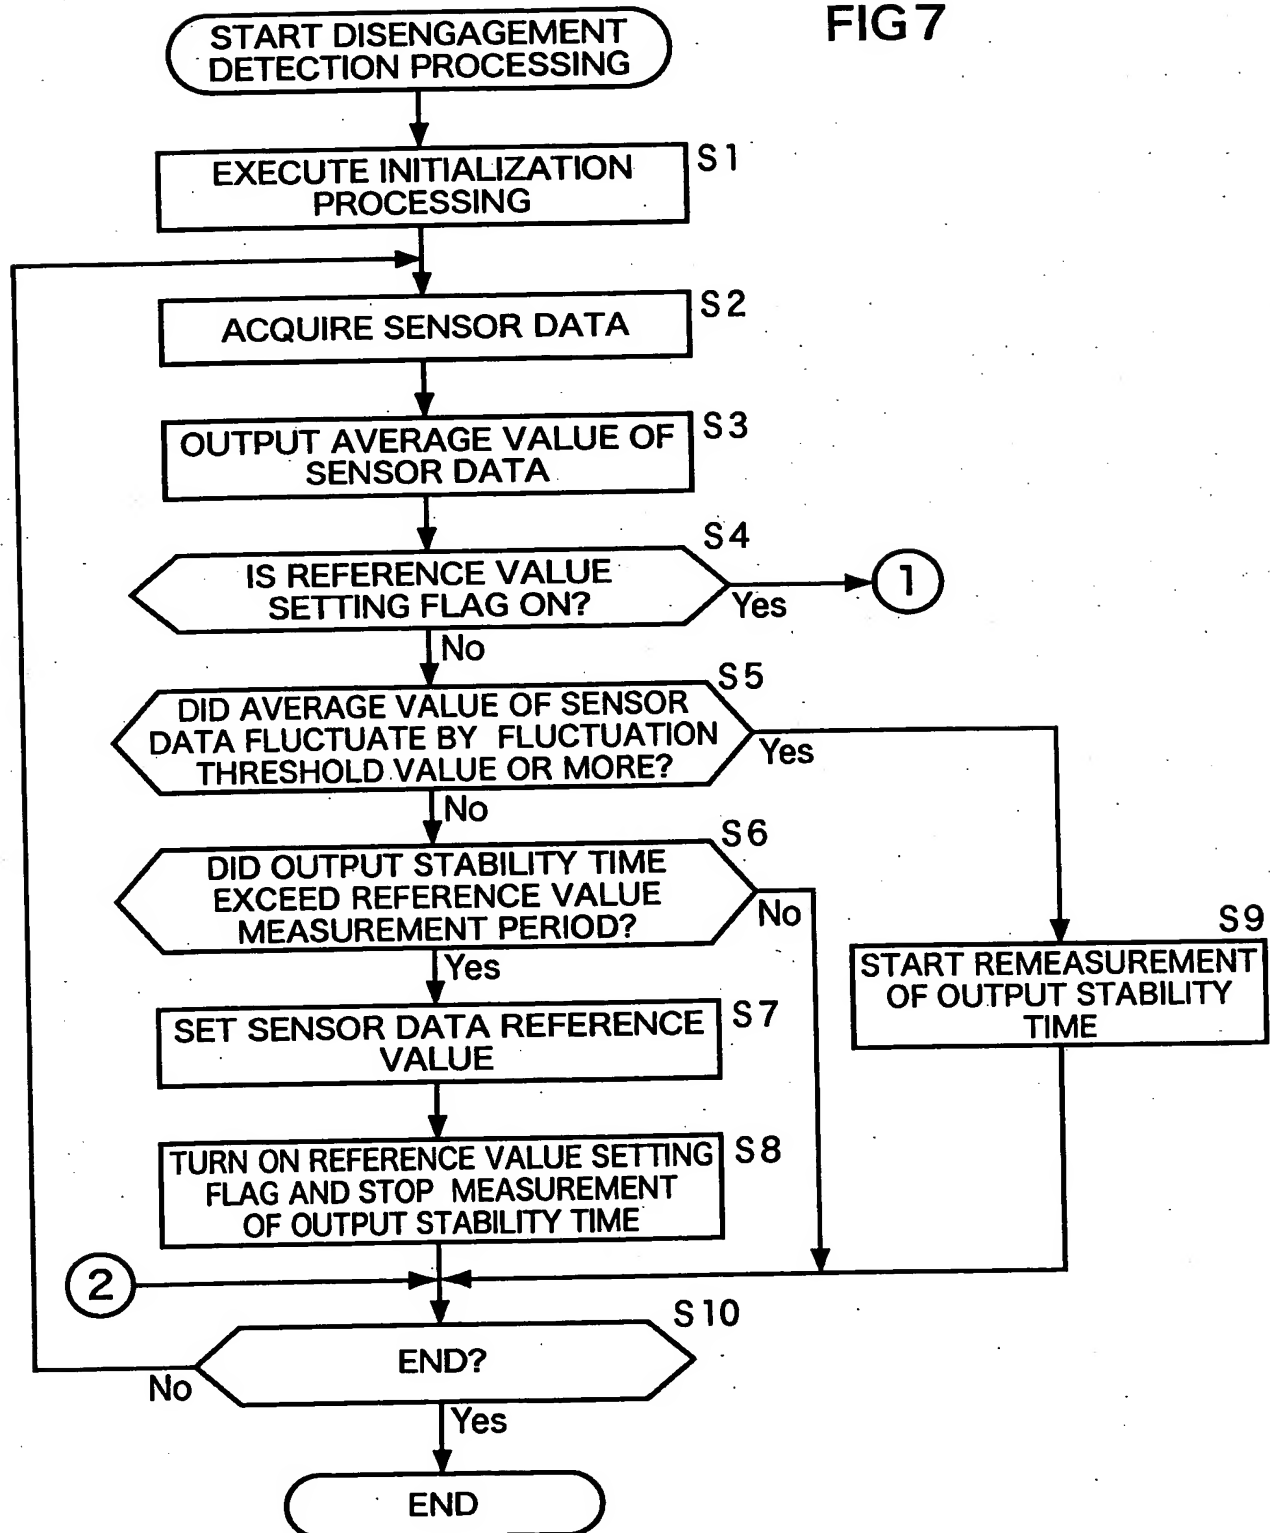 FIG7
START DISENGAGEMENT
DETECTION PROCESSING
S1
EXECUTE INITIALIZATION
PROCESSING
S2
ACQUIRE SENSOR DATA
S3
OUTPUT AVERAGE VALUE OF
SENSOR DATA
S4
IS REFERENCE VALUE
SETTING FLAG ON?
Yes
1
No
S5
DID AVERAGE VALUE OF SENSOR
DATA FLUCTUATE BY FLUCTUATION
THRESHOLD VALUE OR MORE?
Yes
No
S6
DID OUTPUT STABILITY TIME
EXCEED REFERENCE VALUE
MEASUREMENT PERIOD?
No
Yes
S9
START REMEASUREMENT
OF OUTPUT STABILITY
TIME
S7
SET SENSOR DATA REFERENCE
VALUE
S8
TURN ON REFERENCE VALUE SETTING
FLAG AND STOP MEASUREMENT
OF OUTPUT STABILITY TIME
2
S10
END?
No
Yes
END